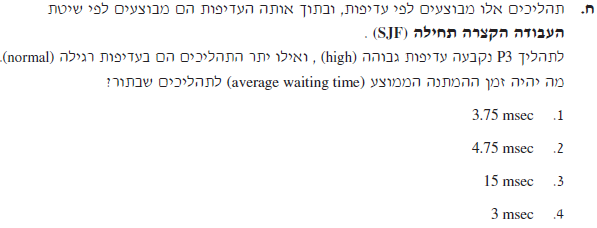 ח. תהליכים אלו מבוצעים לפי עדיפות, ובתוך אותה העדיפות הם מבוצעים לפי שיטת
העבודה הקצרה תחילה (SJF) .
לתהליך P3 נקבעה עדיפות גבוהה (high) , ואילו יתר התהליכים הם בעדיפות רגילה (normal).
מה יהיה זמן ההמתנה הממוצע (average waiting time) לתהליכים שבתור?
1. 3.75 msec
2. 4.75 msec
3. 15 msec
4. 3 msec